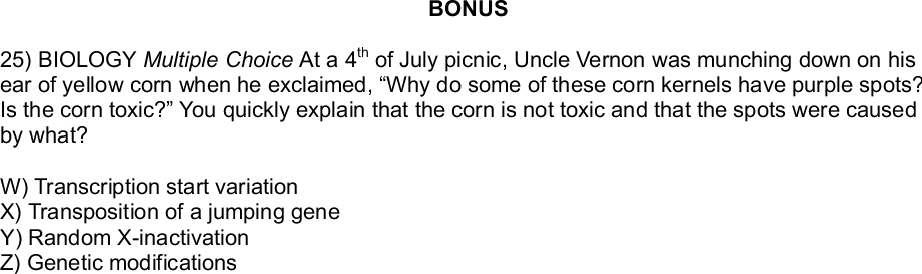 BONUS
25) BIOLOGY Multiple Choice At a 4th of July picnic, Uncle Vernon was munching down on his
ear of yellow corn when he exclaimed, “Why do some of these corn kernels have purple spots?
Is the corn toxic?” You quickly explain that the corn is not toxic and that the spots were caused
by what?
W) Transcription start variation
X) Transposition of a jumping gene
Y) Random X-inactivation
Z) Genetic modifications